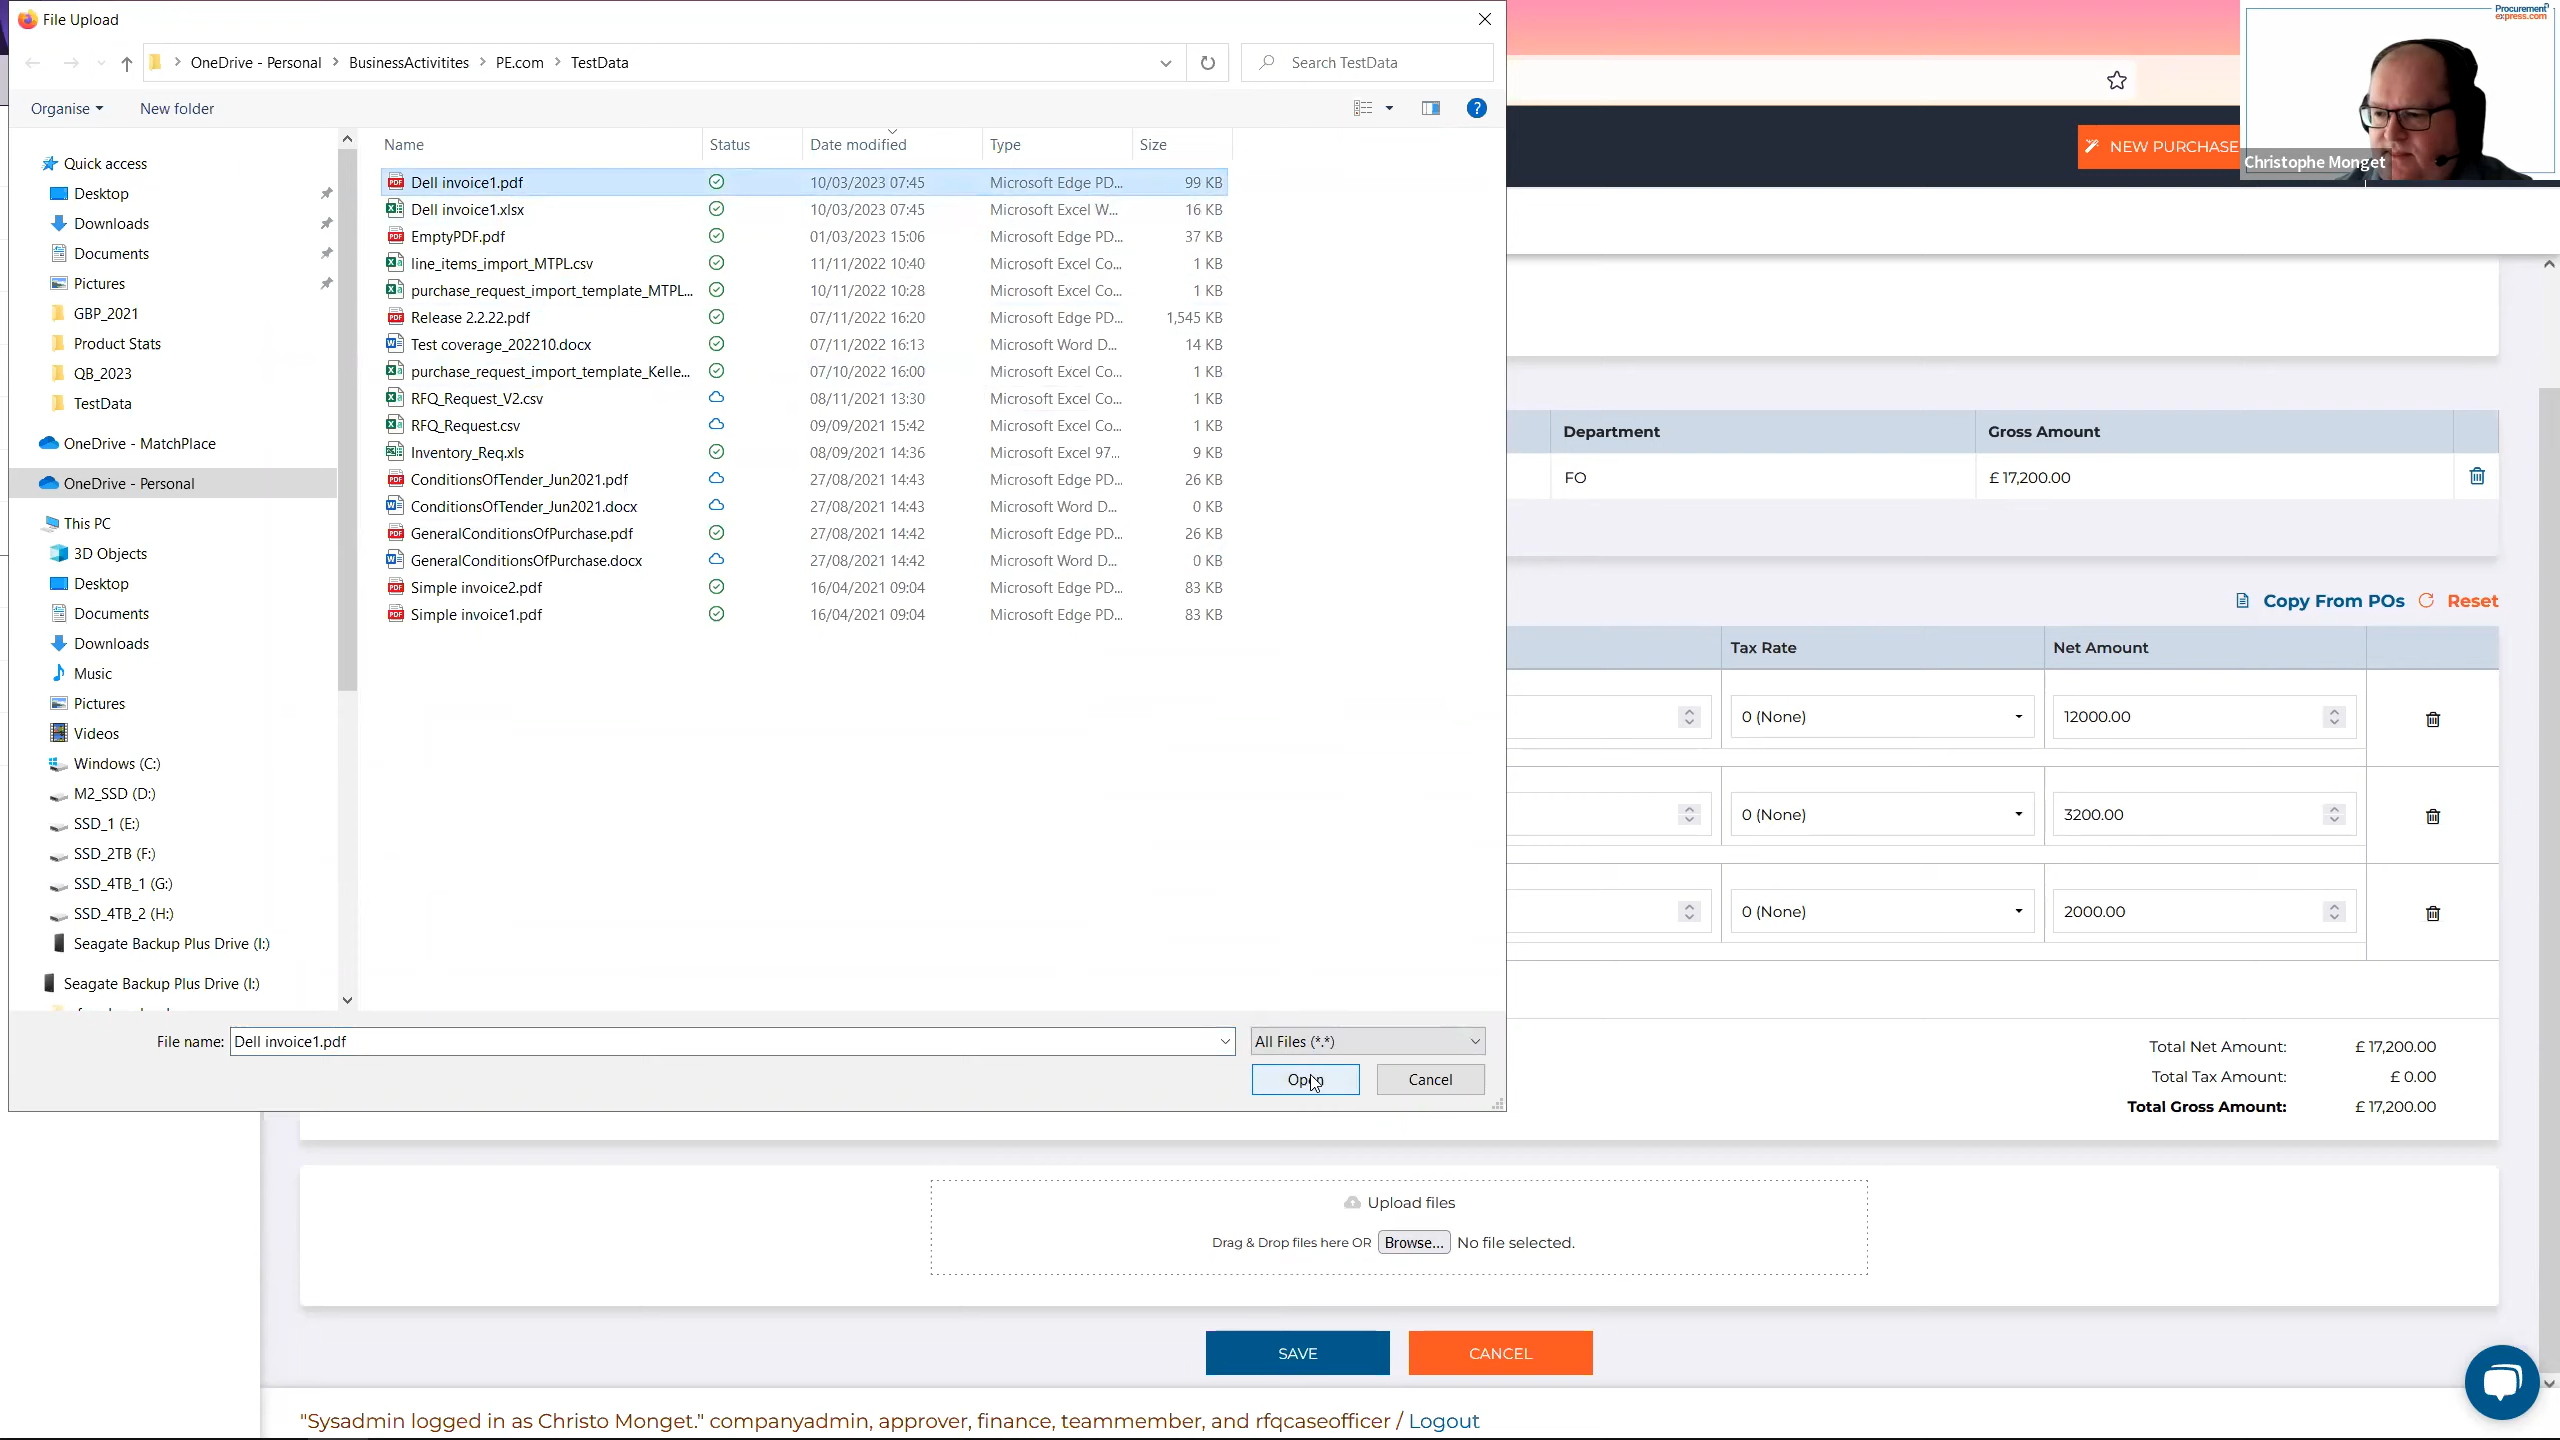 File Upload
Procurement
express.com
OneDrive - Personal > BusinessActivitites > PE.com > TestData
Search TestData
Organise
New folder
NEW PURCHASE
Christophe Monget
Name Status Date modified Type Size
Quick access
Desktop
Downloads
Documents
Pictures
GBP_2021
Product Stats
QB_2023
TestData
OneDrive - MatchPlace
OneDrive - Personal
This PC
3D Objects
Desktop
Documents
Downloads
Music
Pictures
Videos
Windows (C:)
M2_SSD (D:)
SSD_1 (E:)
SSD_2TB (F:)
SSD_4TB_1 (G:)
SSD_4TB_2 (H:)
Seagate Backup Plus Drive (I:)
Seagate Backup Plus Drive (I:)
Dell invoice1.pdf 10/03/2023 07:45 Microsoft Edge PD... 99 KB
Dell invoice1.xlsx 10/03/2023 07:45 Microsoft Excel W... 16 KB
EmptyPDF.pdf 01/03/2023 15:06 Microsoft Edge PD... 37 KB
line_items_import_MTPL.csv 11/11/2022 10:40 Microsoft Excel Co... 1 KB
purchase_request_import_template_MTPL... 10/11/2022 10:28 Microsoft Excel Co... 1 KB
Release 2.2.22.pdf 07/11/2022 16:20 Microsoft Edge PD... 1,545 KB
Test coverage_202210.docx 07/11/2022 16:13 Microsoft Word D... 14 KB
purchase_request_import_template_Kelle... 07/10/2022 16:00 Microsoft Excel Co... 1 KB
RFQ_Request_V2.csv 08/11/2021 13:30 Microsoft Excel Co... 1 KB
RFQ_Request.csv 09/09/2021 15:42 Microsoft Excel Co... 1 KB
Inventory_Req.xls 08/09/2021 14:36 Microsoft Excel 97... 9 KB
ConditionsOfTender_Jun2021.pdf 27/08/2021 14:43 Microsoft Edge PD... 26 KB
ConditionsOfTender_Jun2021.docx 27/08/2021 14:43 Microsoft Word D... 0 KB
GeneralConditionsOfPurchase.pdf 27/08/2021 14:42 Microsoft Edge PD... 26 KB
GeneralConditionsOfPurchase.docx 27/08/2021 14:42 Microsoft Word D... 0 KB
Simple invoice2.pdf 16/04/2021 09:04 Microsoft Edge PD... 83 KB
Simple invoice1.pdf 16/04/2021 09:04 Microsoft Edge PD... 83 KB
File name: Dell invoice1.pdf
All Files (*.*)
Open Cancel
Department Gross Amount
FO £ 17,200.00
Copy From POs Reset
Tax Rate Net Amount
0 (None) 12000.00
0 (None) 3200.00
0 (None) 2000.00
Total Net Amount: £ 17,200.00
Total Tax Amount: £ 0.00
Total Gross Amount: £ 17,200.00
Upload files
Drag & Drop files here OR Browse... No file selected.
SAVE CANCEL
"Sysadmin logged in as Christo Monget." companyadmin, approver, finance, teammember, and rfqcaseofficer / Logout